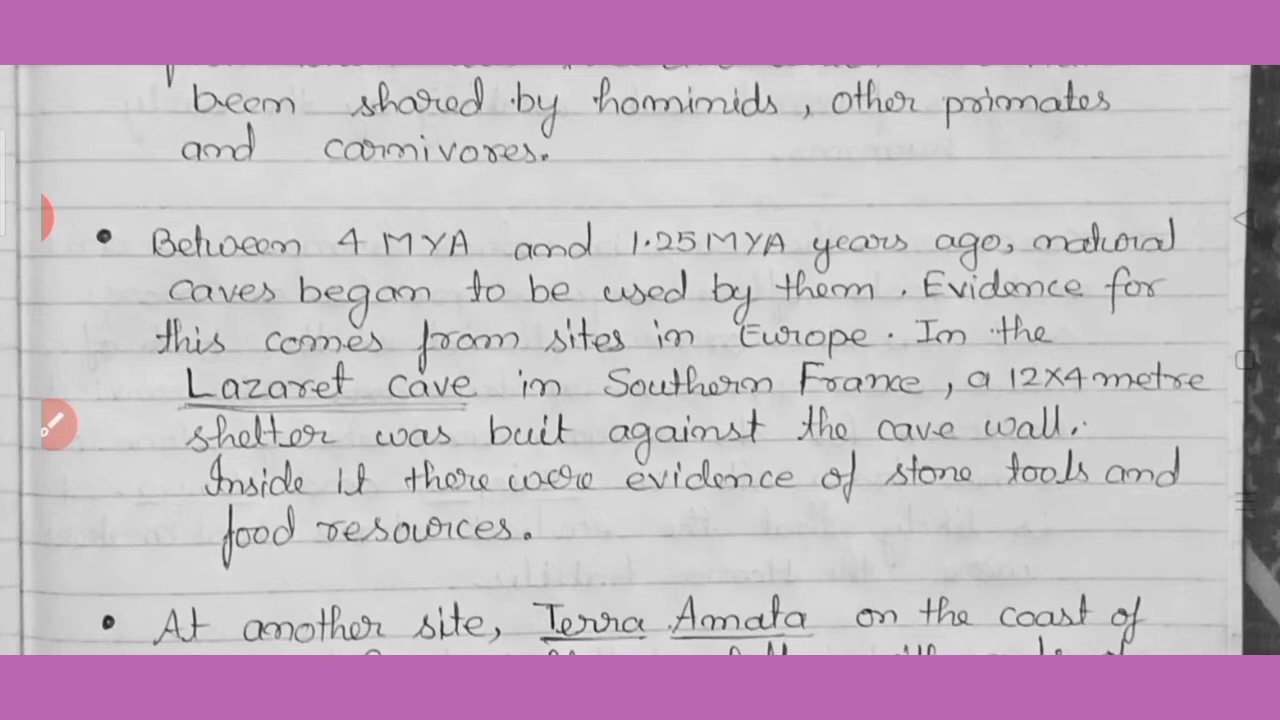 been shared by hominids, other primates
and carnivores.
• Between 4 MYA and 1.25 MYA years ago, natural
caves began to be used by them. Evidence for
this comes from sites in Europe. In the
Lazaret cave in Southern France, a 12×4 metre
shelter was buit against the cave wall.
Inside it there were evidence of stone tools and
food resources.
• At another site, Terra Amata on the coast of